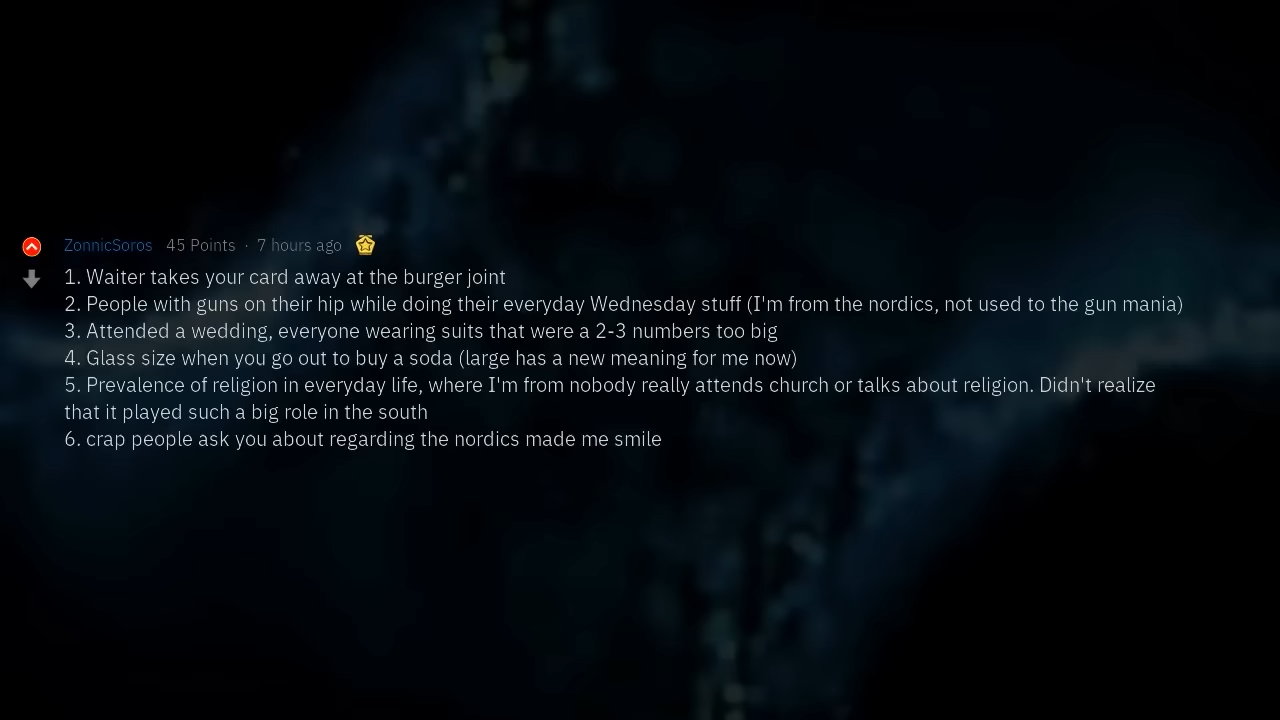 ZonnicSoros 45 Points · 7 hours ago
1. Waiter takes your card away at the burger joint
2. People with guns on their hip while doing their everyday Wednesday stuff (I'm from the nordics, not used to the gun mania)
3. Attended a wedding, everyone wearing suits that were a 2-3 numbers too big
4. Glass size when you go out to buy a soda (large has a new meaning for me now)
5. Prevalence of religion in everyday life, where I'm from nobody really attends church or talks about religion. Didn't realize
that it played such a big role in the south
6. crap people ask you about regarding the nordics made me smile